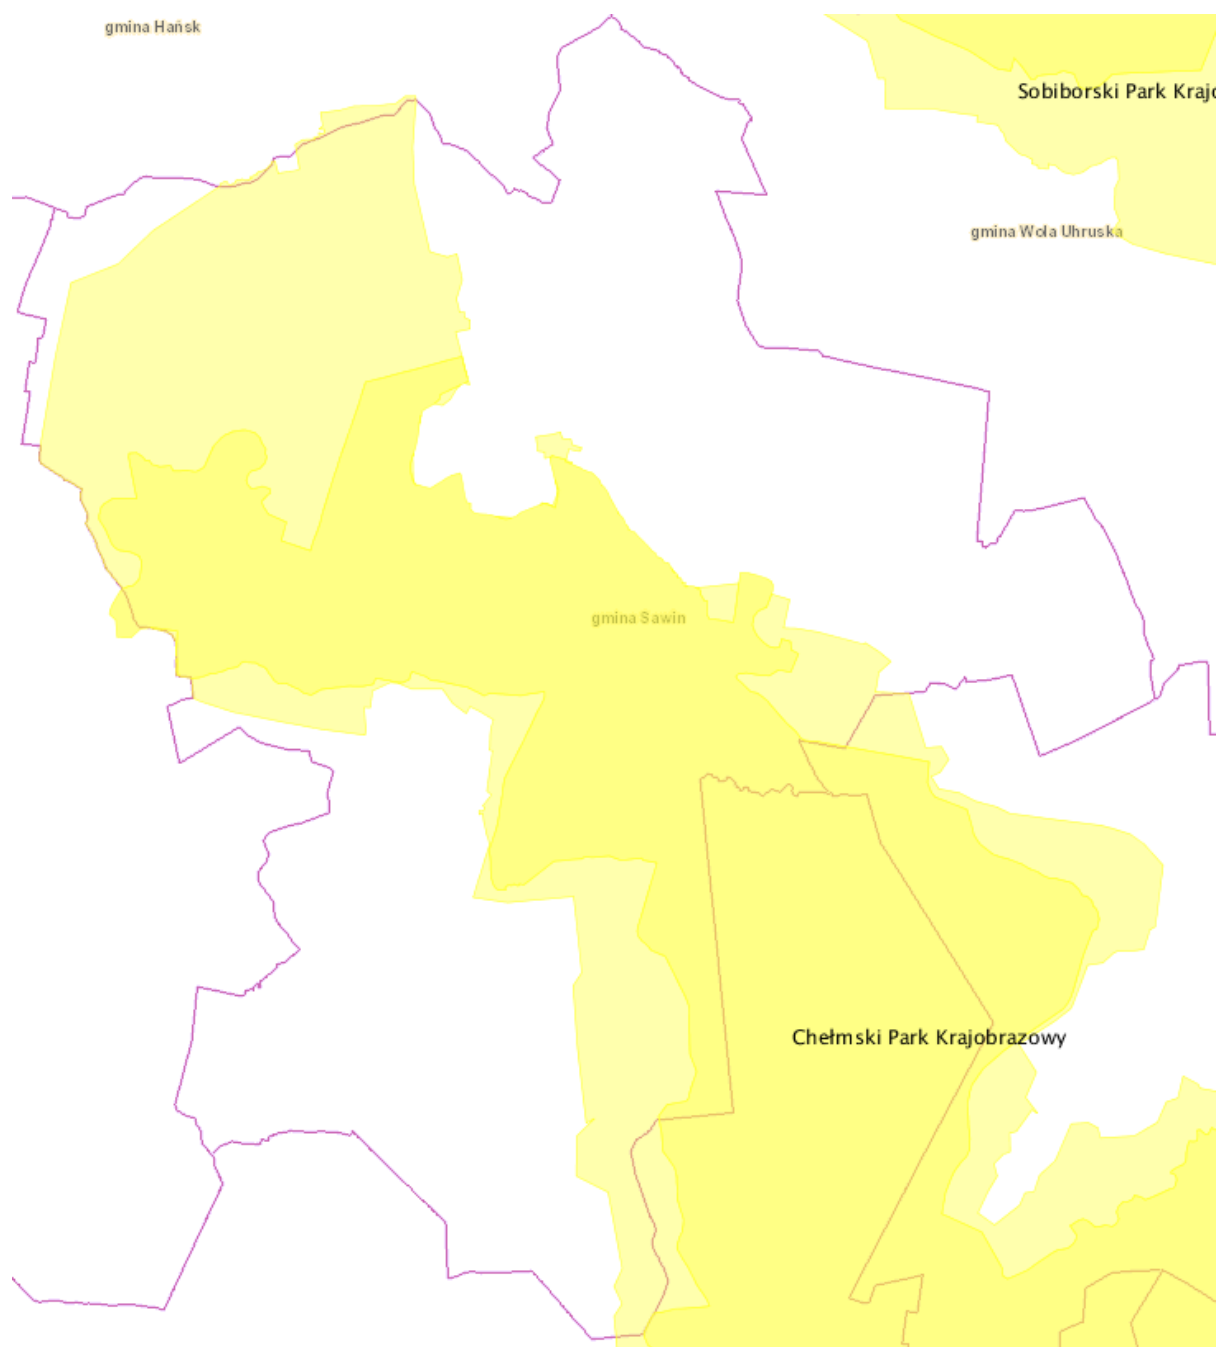 gmina Hańsk
Sobiborski Park Krajo
gmina Wola Uhruska
gmina Sawin
Chełmski Park Krajobrazowy